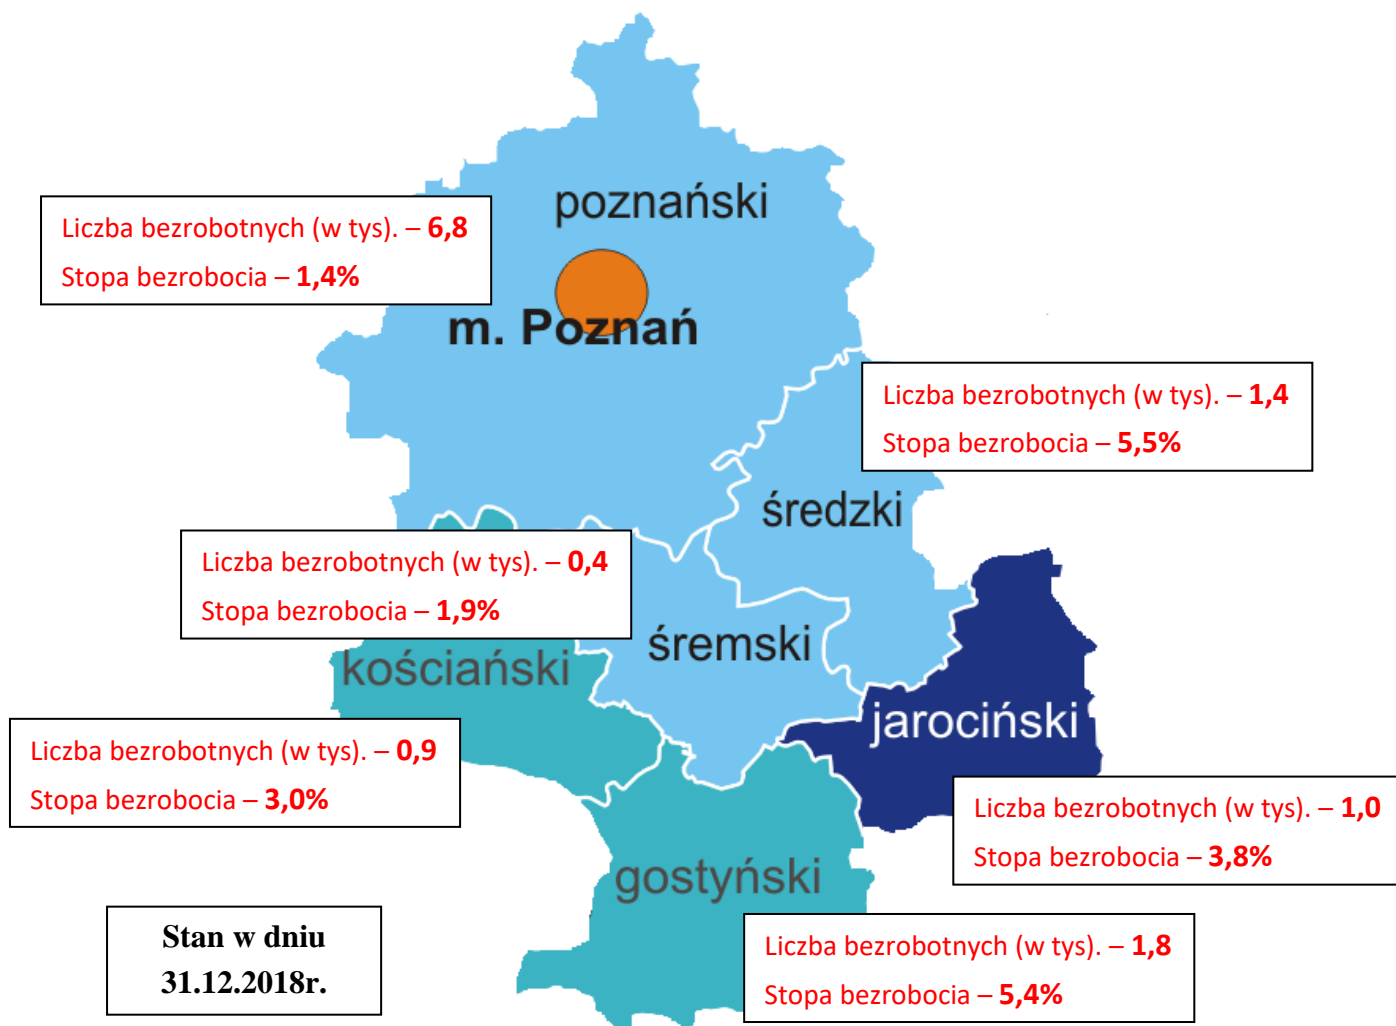 poznański
Liczba bezrobotnych (w tys). – 6,8
Stopa bezrobocia – 1,4%
m. Poznań
Liczba bezrobotnych (w tys). – 1,4
Stopa bezrobocia – 5,5%
średzki
Liczba bezrobotnych (w tys). – 0,4
Stopa bezrobocia – 1,9%
śremski
kościański
jarociński
Liczba bezrobotnych (w tys). – 0,9
Stopa bezrobocia – 3,0%
Liczba bezrobotnych (w tys). – 1,0
Stopa bezrobocia – 3,8%
gostyński
Stan w dniu
31.12.2018r.
Liczba bezrobotnych (w tys). – 1,8
Stopa bezrobocia – 5,4%